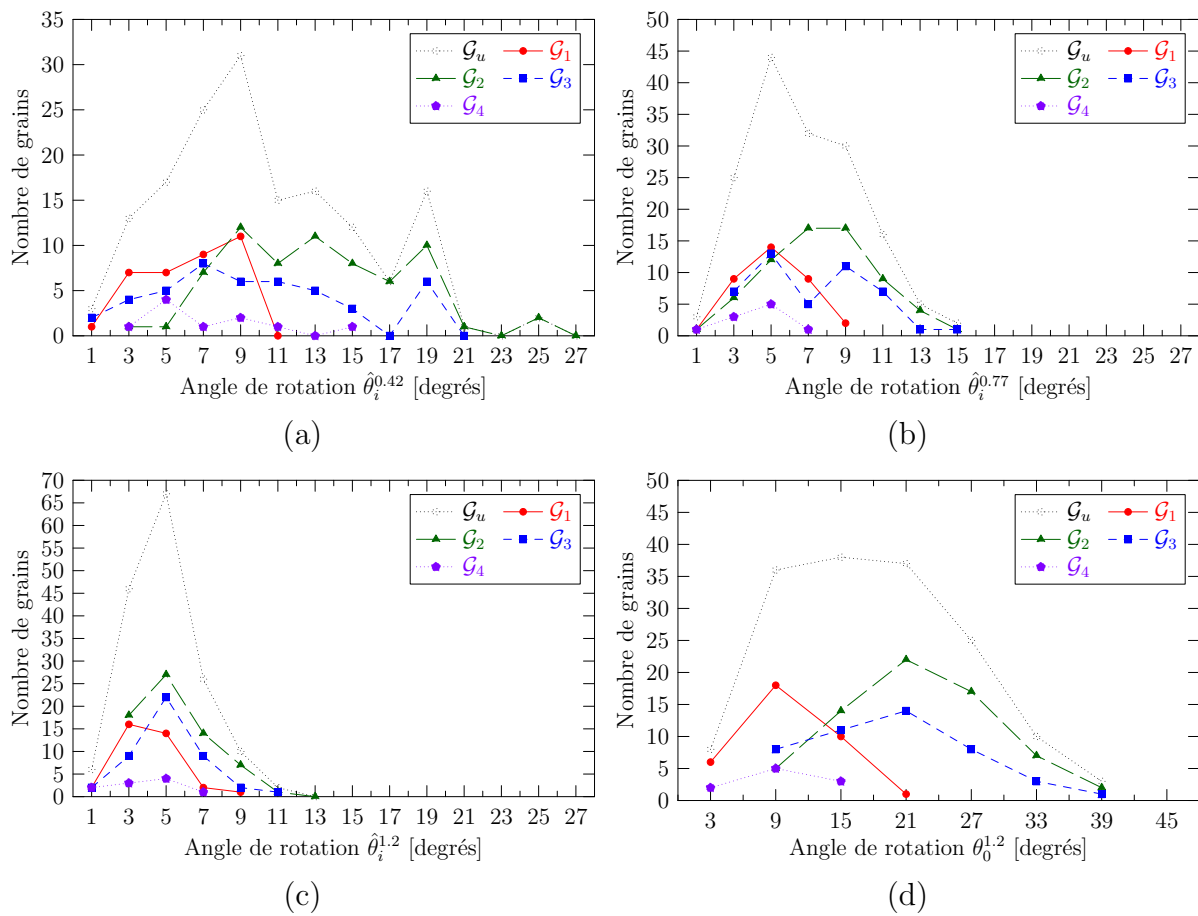 35
30
25
20
15
10
5
0
Nombre de grains
𝒢u 𝒢1
𝒢2 𝒢3
𝒢4
1 3 5 7 9 11 13 15 17 19 21 23 25 27
Angle de rotation θ̂i^0.42 [degrés]
(a)
50
45
40
35
30
25
20
15
10
5
0
Nombre de grains
𝒢u 𝒢1
𝒢2 𝒢3
𝒢4
1 3 5 7 9 11 13 15 17 19 21 23 25 27
Angle de rotation θ̂i^0.77 [degrés]
(b)
70
65
60
55
50
45
40
35
30
25
20
15
10
5
0
Nombre de grains
𝒢u 𝒢1
𝒢2 𝒢3
𝒢4
1 3 5 7 9 11 13 15 17 19 21 23 25 27
Angle de rotation θ̂i^1.2 [degrés]
(c)
50
45
40
35
30
25
20
15
10
5
0
Nombre de grains
𝒢u 𝒢1
𝒢2 𝒢3
𝒢4
3 9 15 21 27 33 39 45
Angle de rotation θ0^1.2 [degrés]
(d)